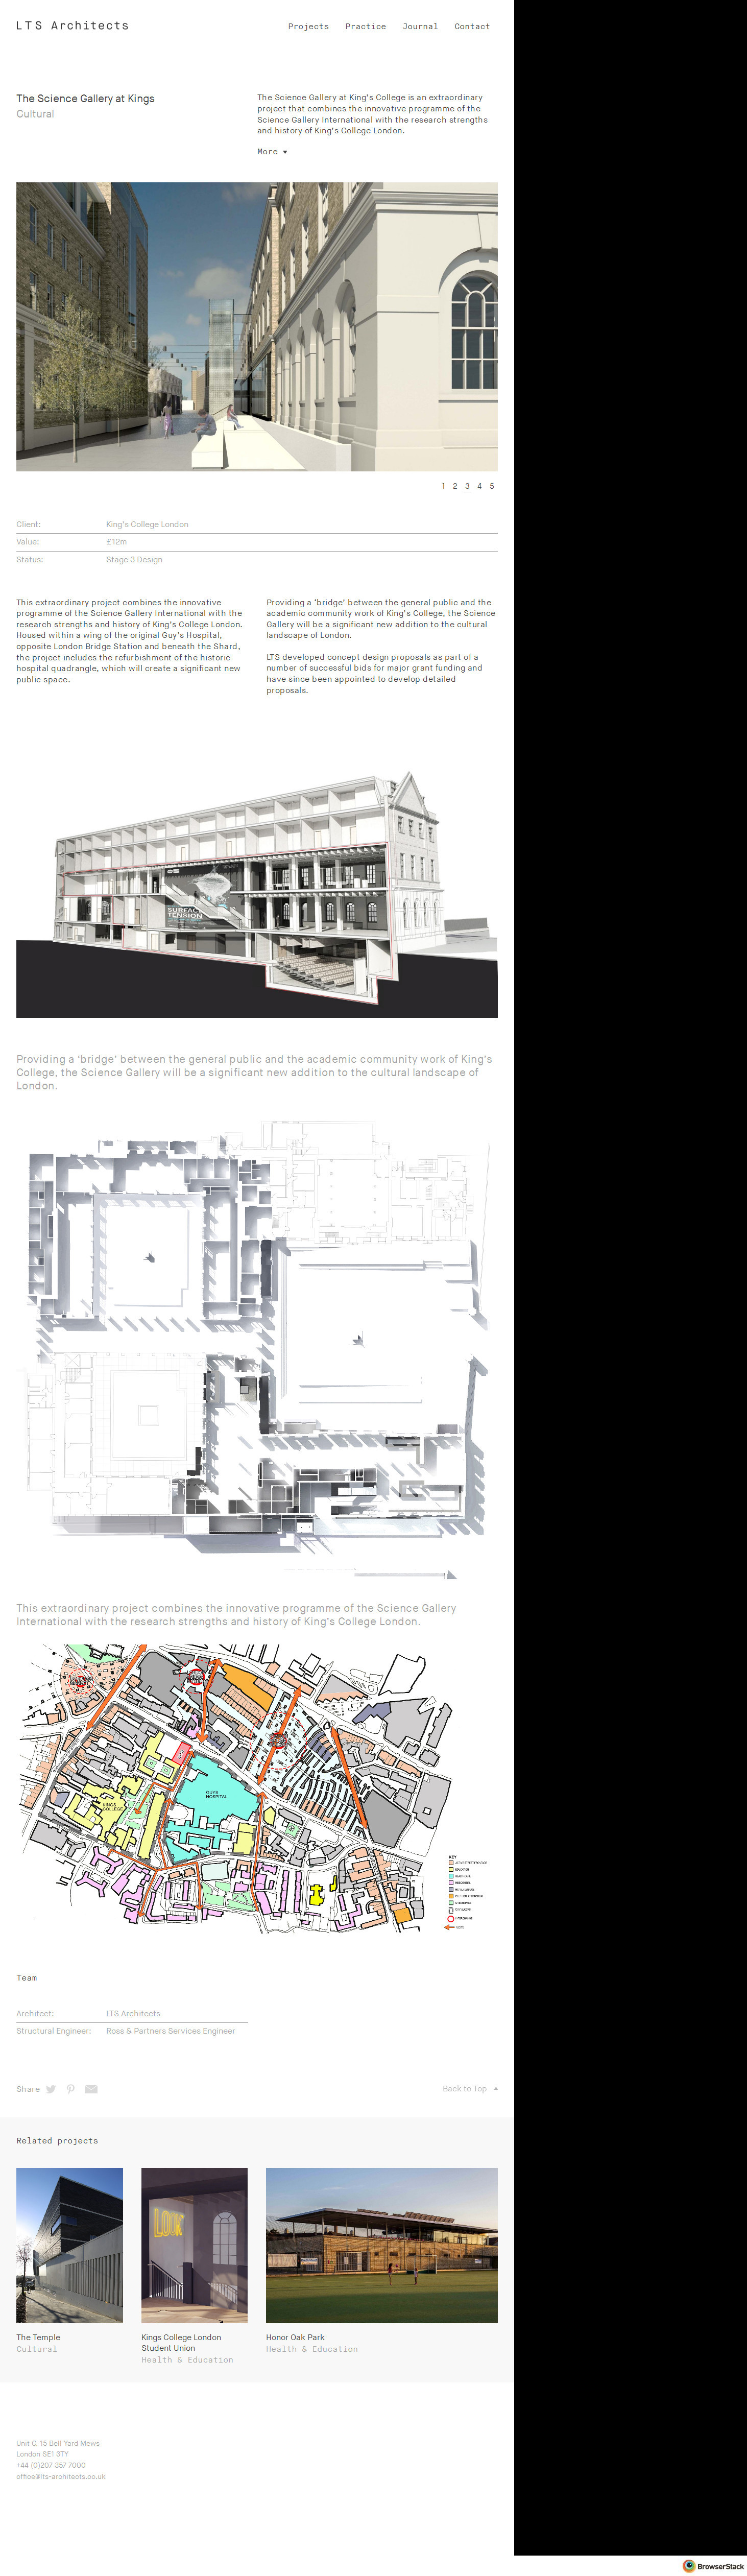 LTS Architects
Projects
Practice
Journal
Contact
The Science Gallery at Kings
Cultural
The Science Gallery at King's College is an extraordinary
project that combines the innovative programme of the
Science Gallery International with the research strengths
and history of King's College London.
More
1 2 3 4 5
Client: King's College London
Value: £12m
Status: Stage 3 Design
This extraordinary project combines the innovative
programme of the Science Gallery International with the
research strengths and history of King's College London.
Housed within a wing of the original Guy's Hospital,
opposite London Bridge Station and beneath the Shard,
the project includes the refurbishment of the historic
hospital quadrangle, which will create a significant new
public space.
Providing a 'bridge' between the general public and the
academic community work of King's College, the Science
Gallery will be a significant new addition to the cultural
landscape of London.
LTS developed concept design proposals as part of a
number of successful bids for major grant funding and
have since been appointed to develop detailed
proposals.
SURFACE
TENSION
Providing a 'bridge' between the general public and the academic community work of King's
College, the Science Gallery will be a significant new addition to the cultural landscape of
London.
This extraordinary project combines the innovative programme of the Science Gallery
International with the research strengths and history of King's College London.
KINGS
COLLEGE
GUYS
HOSPITAL
KEY
Team
Architect: LTS Architects
Structural Engineer: Ross & Partners Services Engineer
Share
Back to Top
Related projects
LOOK
The Temple
Cultural
Kings College London
Student Union
Health & Education
Honor Oak Park
Health & Education
Unit C, 15 Bell Yard Mews
London SE1 3TY
+44 (0)207 357 7000
office@lts-architects.co.uk
BrowserStack